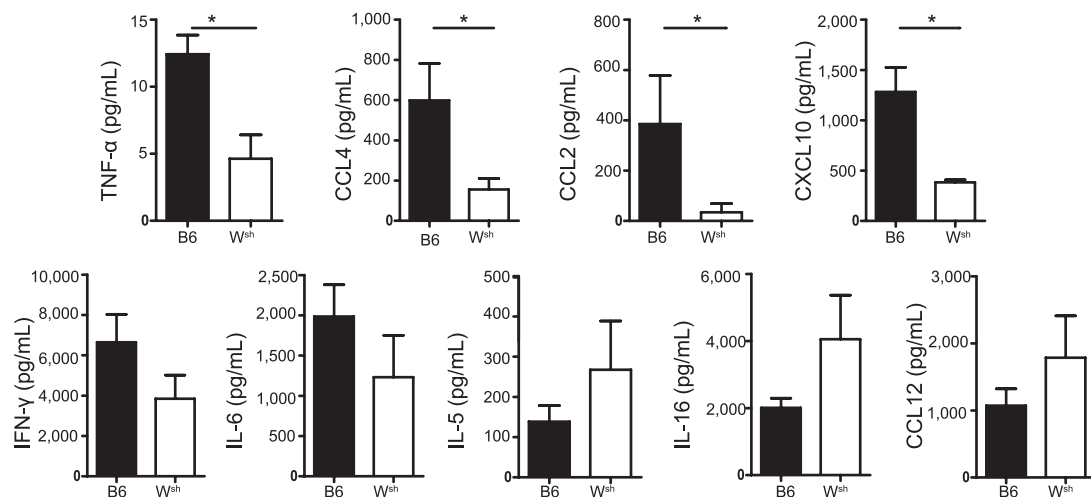 TNF-α (pg/mL)
15
10
5
0
*
B6
Wsh
CCL4 (pg/mL)
1,000
800
600
400
200
0
*
B6
Wsh
CCL2 (pg/mL)
800
600
400
200
0
*
B6
Wsh
CXCL10 (pg/mL)
2,000
1,500
1,000
500
0
*
B6
Wsh
IFN-γ (pg/mL)
10,000
8,000
6,000
4,000
2,000
0
B6
Wsh
IL-6 (pg/mL)
2,500
2,000
1,500
1,000
500
0
B6
Wsh
IL-5 (pg/mL)
500
400
300
200
100
0
B6
Wsh
IL-16 (pg/mL)
6,000
4,000
2,000
0
B6
Wsh
CCL12 (pg/mL)
3,000
2,000
1,000
0
B6
Wsh